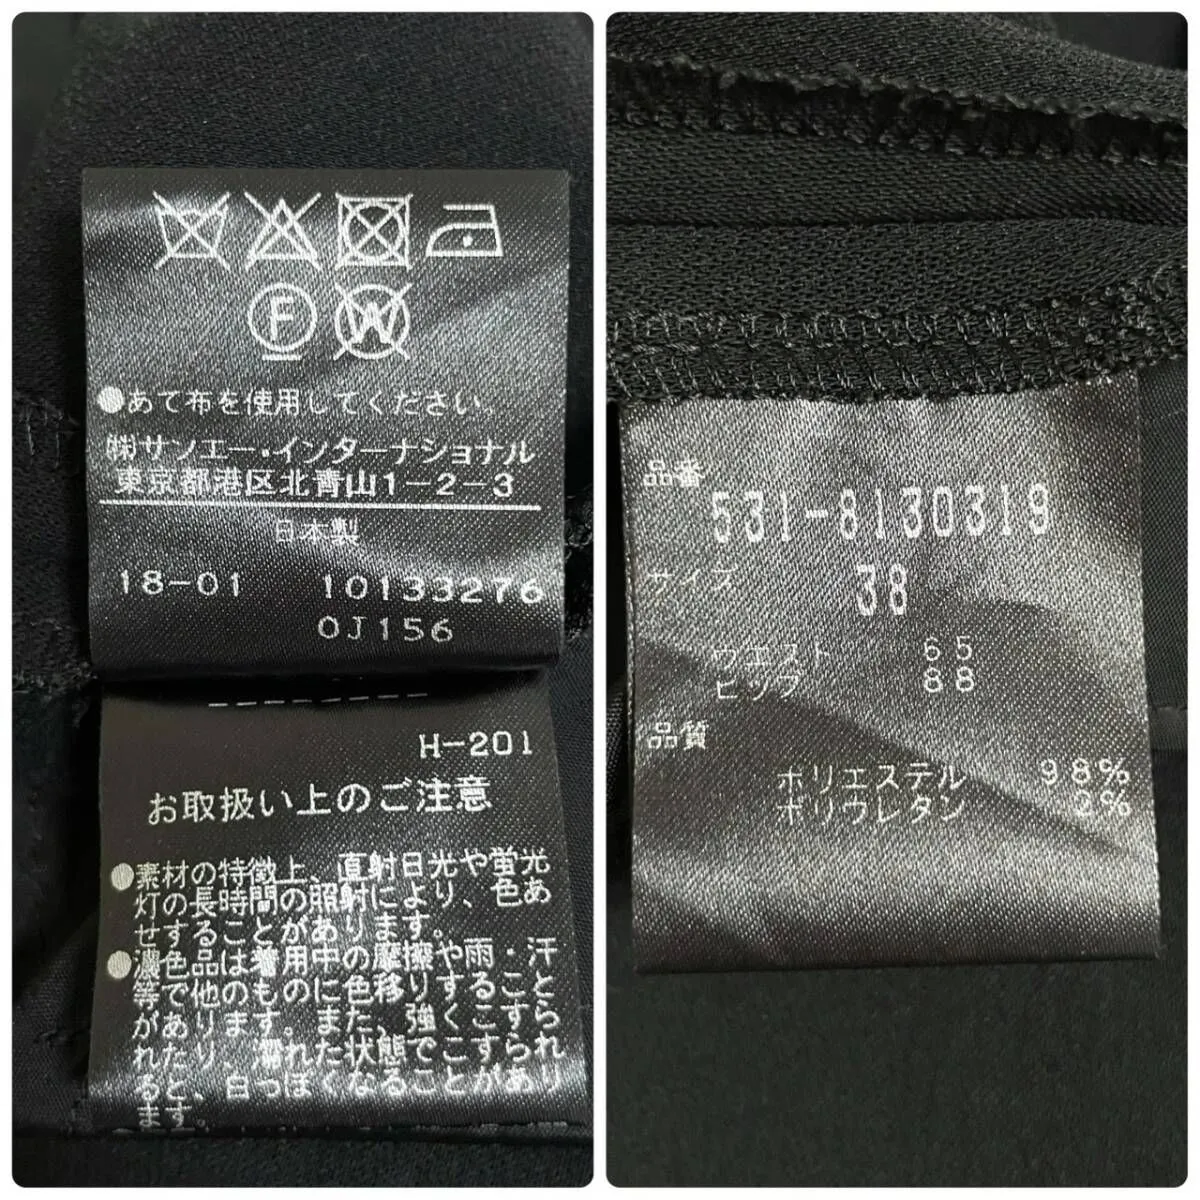 F
W
●あて布を使用してください。
㈱サンエー・インターナショナル
東京都港区北青山1-2-3
日本製
18-01 10133276
0J156
H-201
お取扱い上のご注意
●素材の特徴上、直射日光や蛍光
灯の長時間の照射により、色あ
せすることがあります。
●濃色品は着用中の摩擦や雨・汗
等で他のものに色移りすること
があります。また、強くこすら
れたり、濡れた状態でこすられ
ると、白っぽくなることがあり
ます。
品番
531-8130319
サイズ
38
ウエスト 65
ヒップ 88
品質
ポリエステル 98%
ポリウレタン 2%